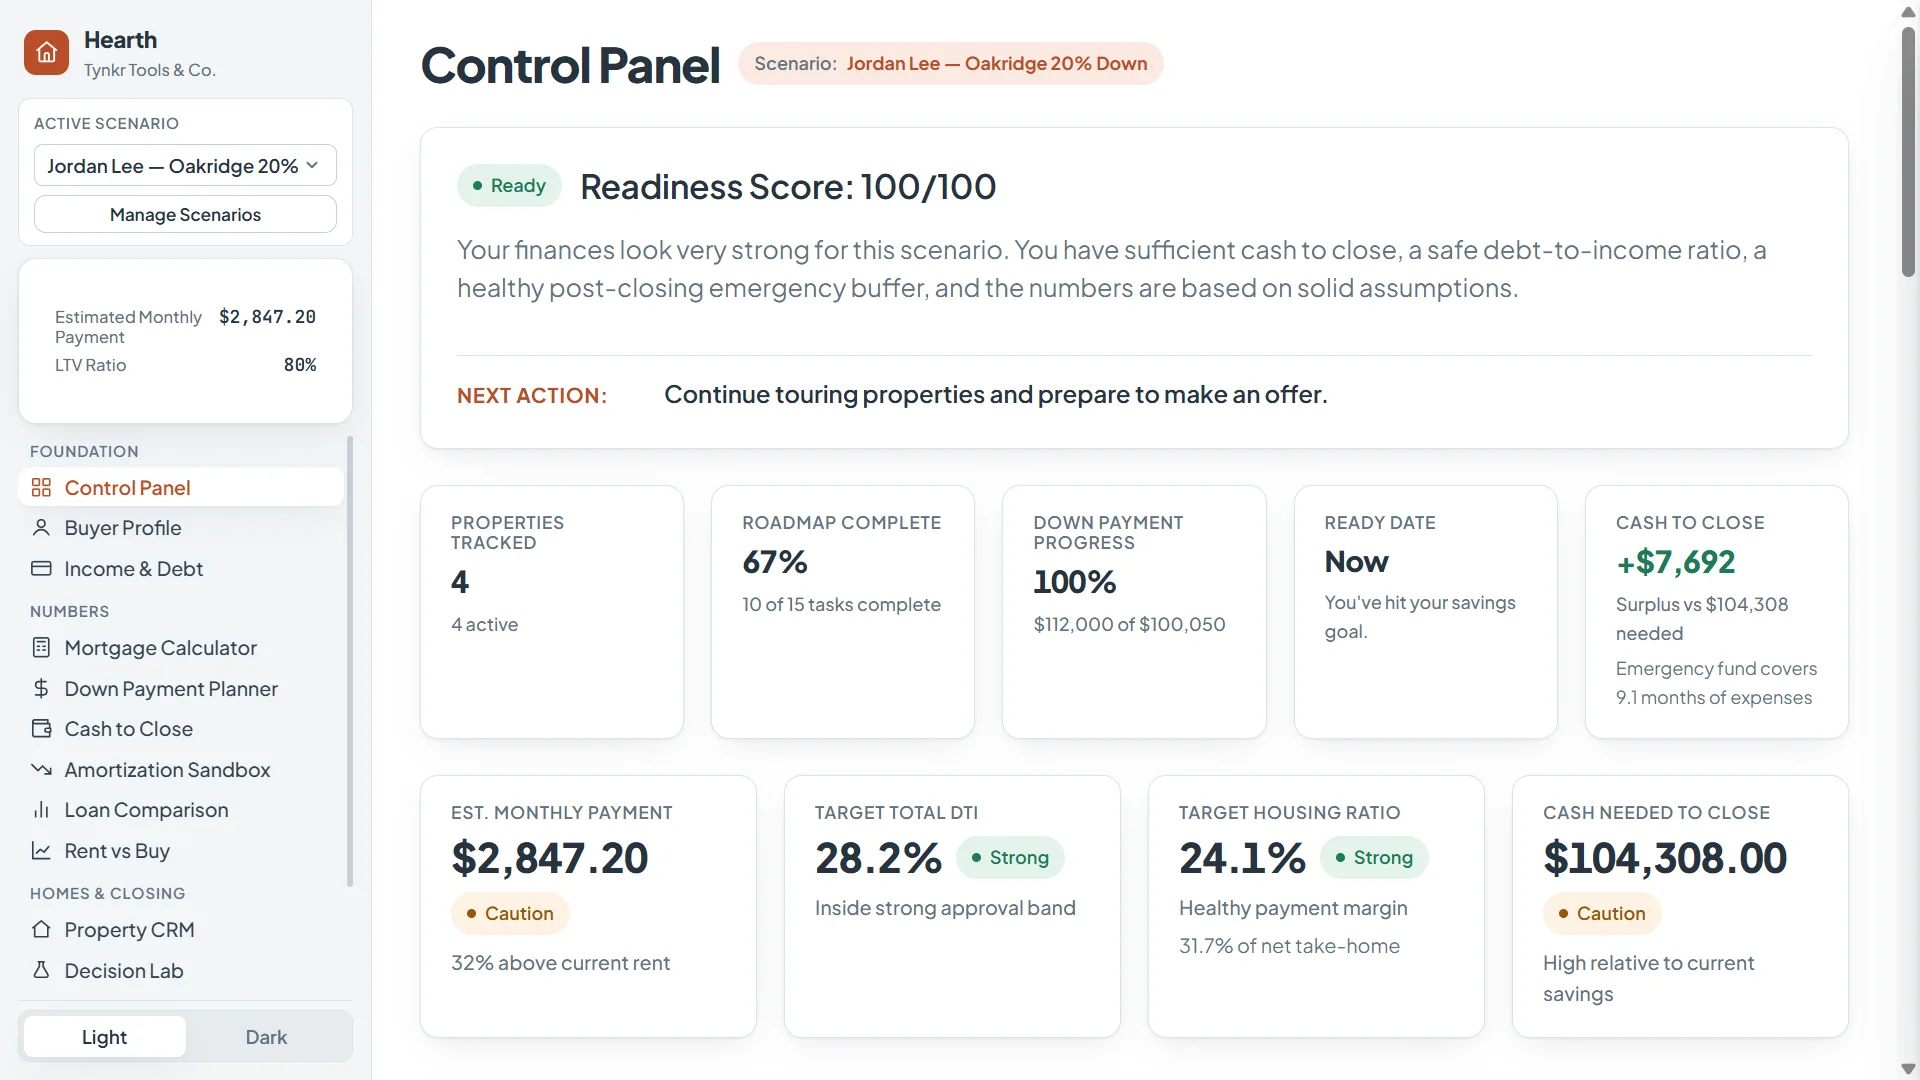 Hearth
Tynkr Tools & Co.
ACTIVE SCENARIO
Jordan Lee — Oakridge 20%
Manage Scenarios
Estimated Monthly Payment $2,847.20
LTV Ratio 80%
FOUNDATION
Control Panel
Buyer Profile
Income & Debt
NUMBERS
Mortgage Calculator
Down Payment Planner
Cash to Close
Amortization Sandbox
Loan Comparison
Rent vs Buy
HOMES & CLOSING
Property CRM
Decision Lab
Light
Dark
Control Panel
Scenario: Jordan Lee — Oakridge 20% Down
Ready
Readiness Score: 100/100
Your finances look very strong for this scenario. You have sufficient cash to close, a safe debt-to-income ratio, a
healthy post-closing emergency buffer, and the numbers are based on solid assumptions.
NEXT ACTION: Continue touring properties and prepare to make an offer.
PROPERTIES
TRACKED
4
4 active
ROADMAP COMPLETE
67%
10 of 15 tasks complete
DOWN PAYMENT
PROGRESS
100%
$112,000 of $100,050
READY DATE
Now
You've hit your savings
goal.
CASH TO CLOSE
+$7,692
Surplus vs $104,308
needed
Emergency fund covers
9.1 months of expenses
EST. MONTHLY PAYMENT
$2,847.20
Caution
32% above current rent
TARGET TOTAL DTI
28.2% Strong
Inside strong approval band
TARGET HOUSING RATIO
24.1% Strong
Healthy payment margin
31.7% of net take-home
CASH NEEDED TO CLOSE
$104,308.00
Caution
High relative to current
savings